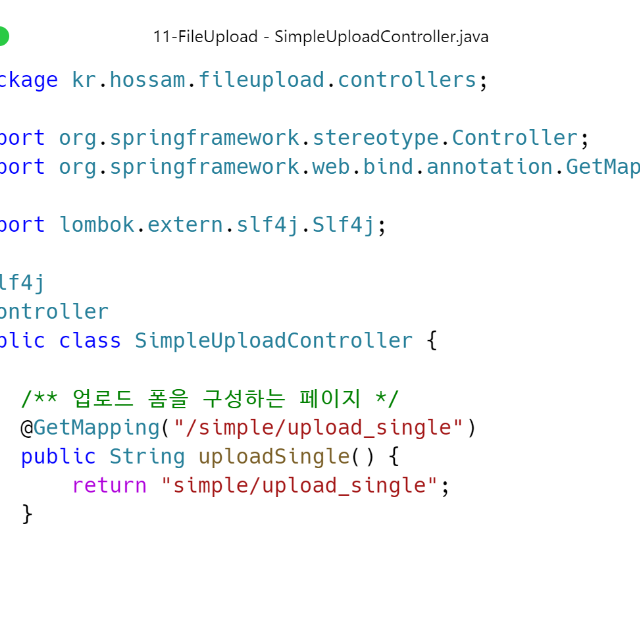 11-FileUpload - SimpleUploadController.java
ckage kr.hossam.fileupload.controllers;
port org.springframework.stereotype.Controller;
port org.springframework.web.bind.annotation.GetMap
port lombok.extern.slf4j.Slf4j;
lf4j
ontroller
blic class SimpleUploadController {
/** 업로드 폼을 구성하는 페이지 */
@GetMapping("/simple/upload_single")
public String uploadSingle() {
return "simple/upload_single";
}